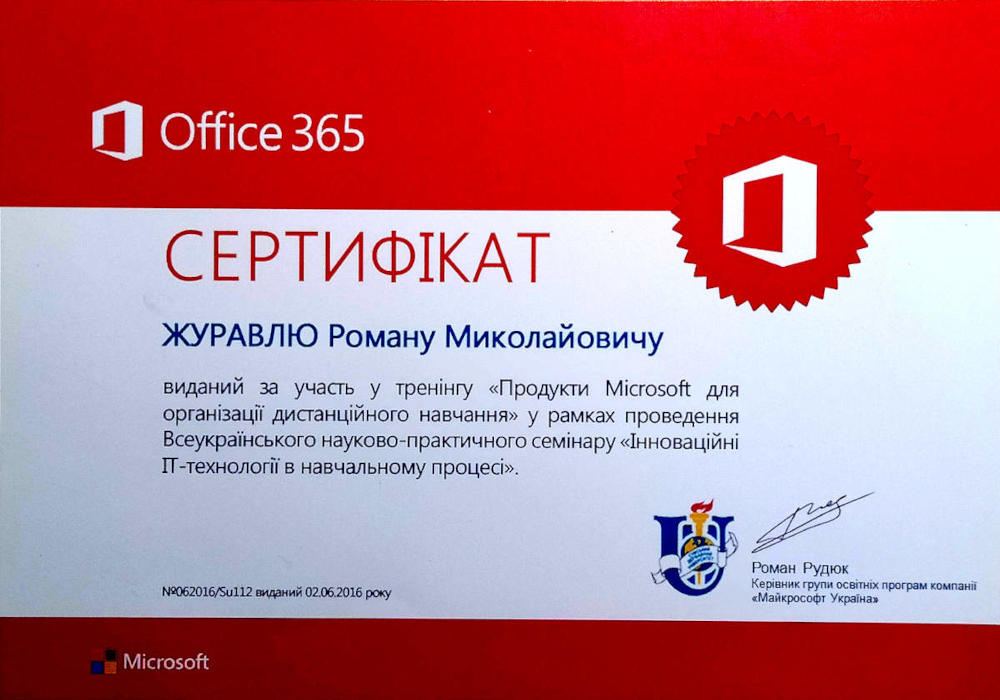 Office 365
СЕРТИФІКАТ
ЖУРАВЛЮ Роману Миколайовичу
виданий за участь у тренінгу «Продукти Microsoft для
організації дистанційного навчання» у рамках проведення
Всеукраїнського науково-практичного семінару «Інноваційні
ІТ-технології в навчальному процесі».
Роман Рудюк
Керівник групи освітніх програм компанії
«Майкрософт Україна»
№062016/Su112 виданий 02.06.2016 року
Microsoft